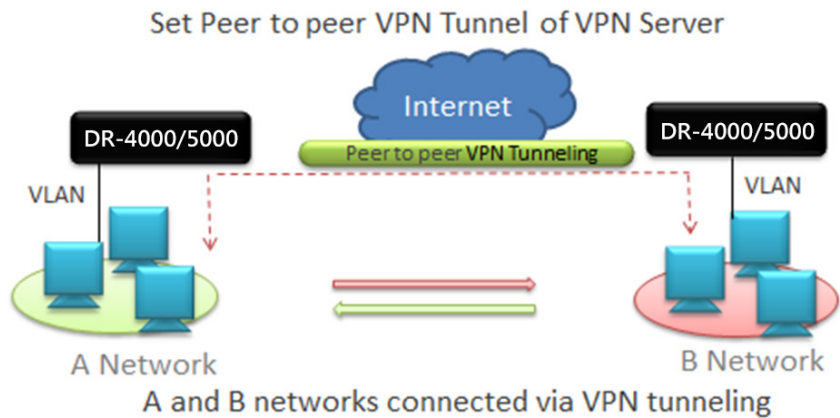 Set Peer to peer VPN Tunnel of VPN Server
Internet
DR-4000/5000
DR-4000/5000
Peer to peer VPN Tunneling
VLAN
VLAN
A Network
B Network
A and B networks connected via VPN tunneling